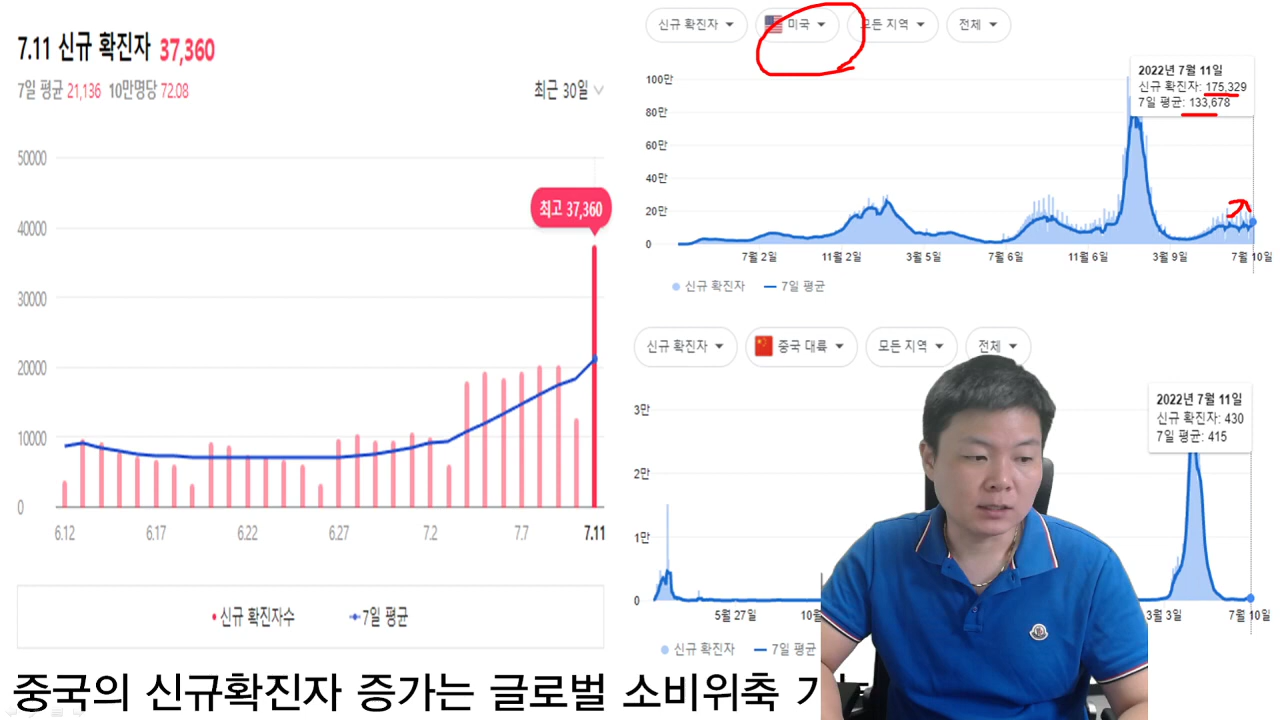 7.11 신규 확진자 37,360
7일 평균 21,136 10만명당 72.08
최근 30일
50000
40000
30000
20000
10000
0
최고 37,360
6.12 6.17 6.22 6.27 7.2 7.7 7.11
신규 확진자수 7일 평균
신규 확진자 미국 모든 지역 전체
2022년 7월 11일
신규 확진자: 175,329
7일 평균: 133,678
100만
80만
60만
40만
20만
0
7월 2일 11월 2일 3월 5일 7월 6일 11월 6일 3월 9일 7월 10일
신규 확진자 7일 평균
신규 확진자 중국 대륙 모든 지역 전체
2022년 7월 11일
신규 확진자: 430
7일 평균: 415
3만
2만
1만
0
5월 27일 3월 3일 7월 10일
신규 확진자 7일 평균
중국의 신규확진자 증가는 글로벌 소비위축